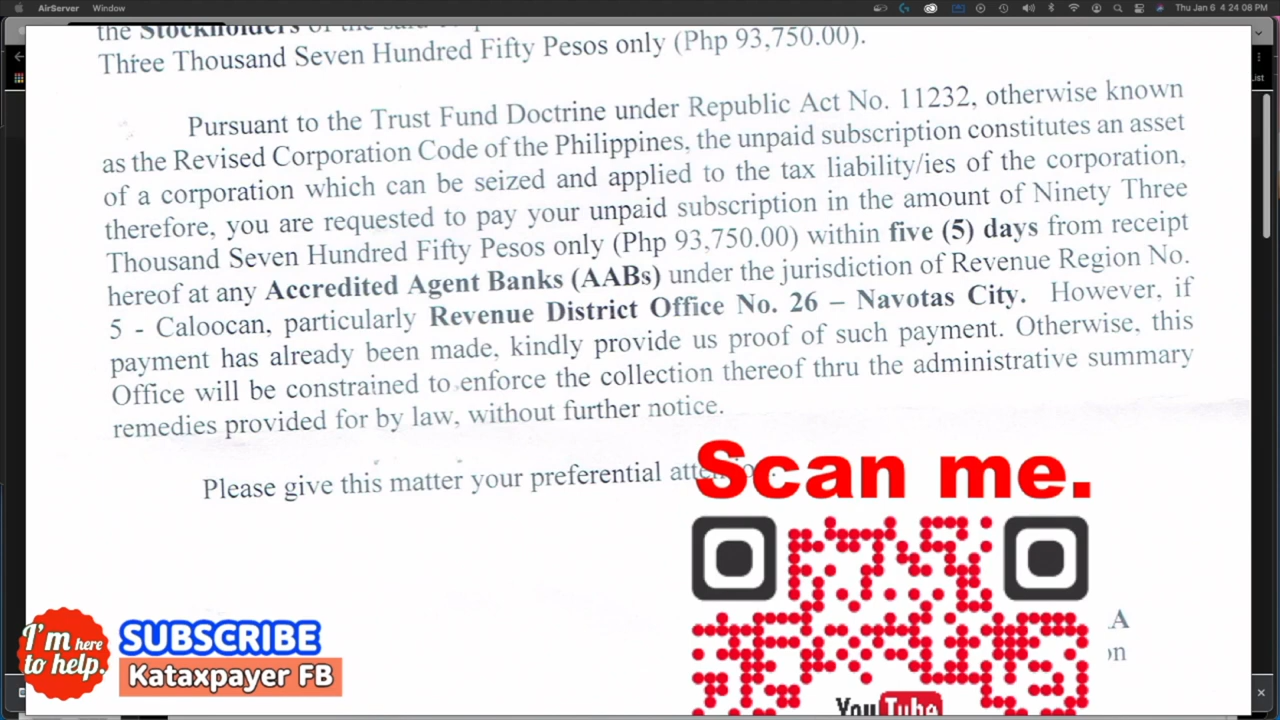 AirServer Window
Thu Jan 6 4 24 08 PM
the Stockholders of the said
Three Thousand Seven Hundred Fifty Pesos only (Php 93,750.00).
Pursuant to the Trust Fund Doctrine under Republic Act No. 11232, otherwise known
as the Revised Corporation Code of the Philippines, the unpaid subscription constitutes an asset
of a corporation which can be seized and applied to the tax liability/ies of the corporation,
therefore, you are requested to pay your unpaid subscription in the amount of Ninety Three
Thousand Seven Hundred Fifty Pesos only (Php 93,750.00) within five (5) days from receipt
hereof at any Accredited Agent Banks (AABs) under the jurisdiction of Revenue Region No.
5 - Caloocan, particularly Revenue District Office No. 26 – Navotas City. However, if
payment has already been made, kindly provide us proof of such payment. Otherwise, this
Office will be constrained to enforce the collection thereof thru the administrative summary
remedies provided for by law, without further notice.
Please give this matter your preferential
Scan me.
I'm here
to help.
SUBSCRIBE
Kataxpayer FB
YouTube